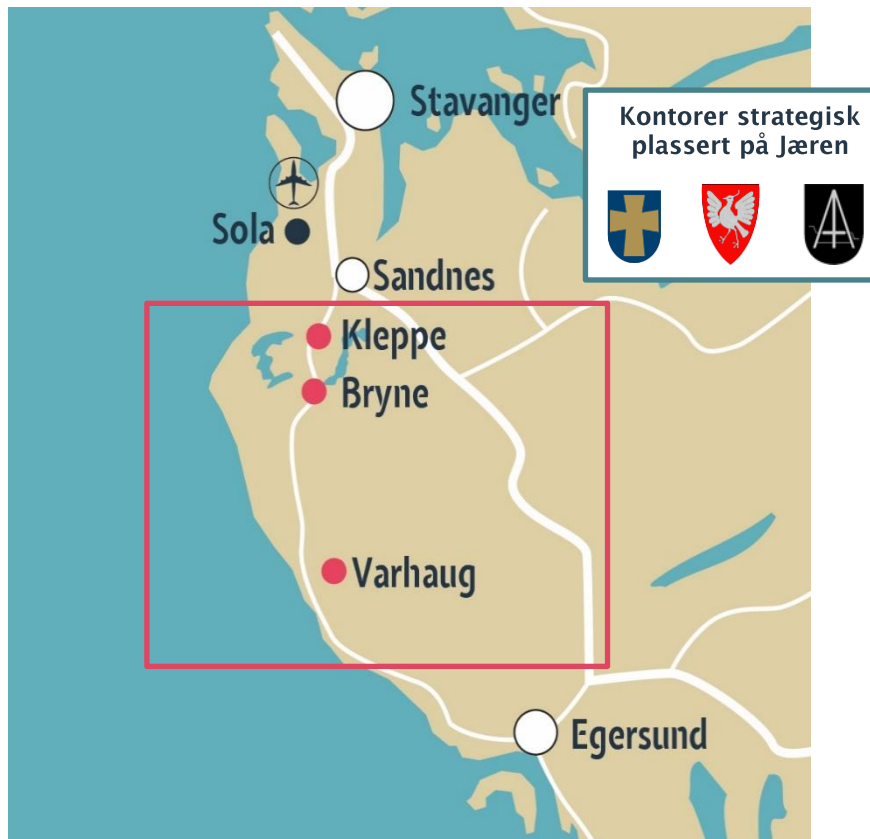 Stavanger
Kontorer strategisk
plassert på Jæren
Sola
Sandnes
Kleppe
Bryne
Varhaug
Egersund